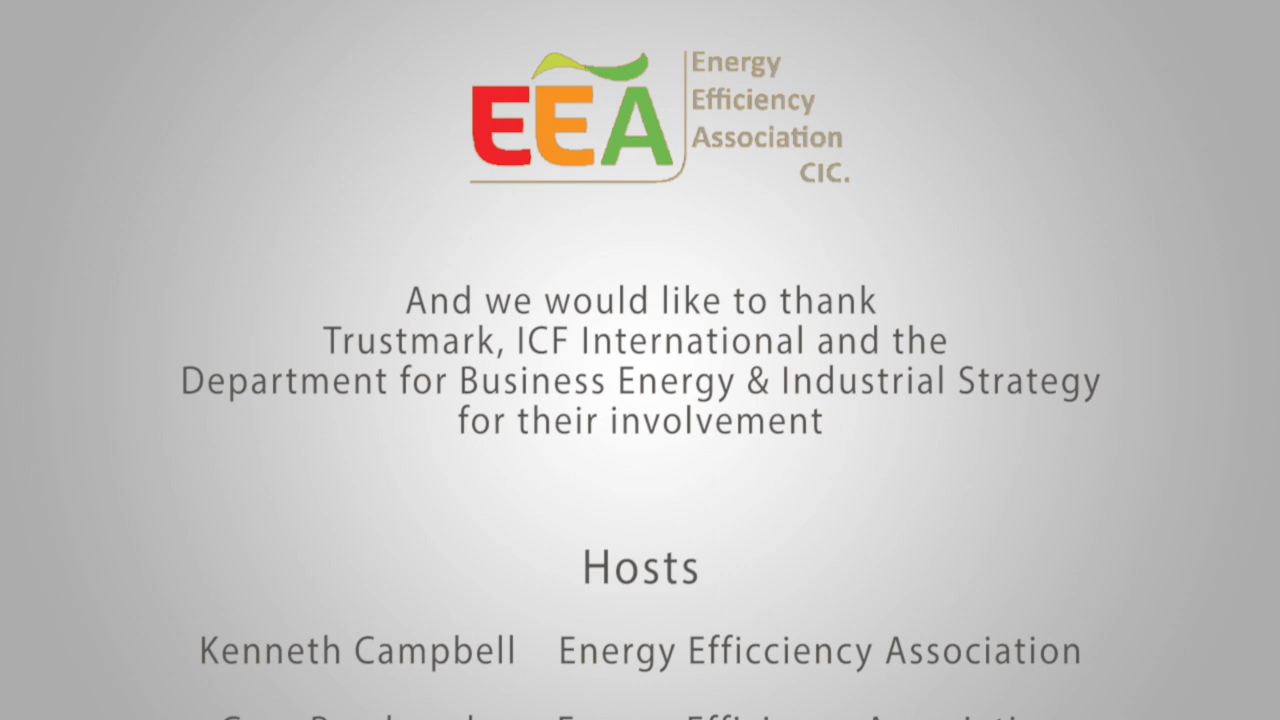 EEA
Energy
Efficiency
Association
CIC.
And we would like to thank
Trustmark, ICF International and the
Department for Business Energy & Industrial Strategy
for their involvement
Hosts
Kenneth Campbell Energy Efficciency Association